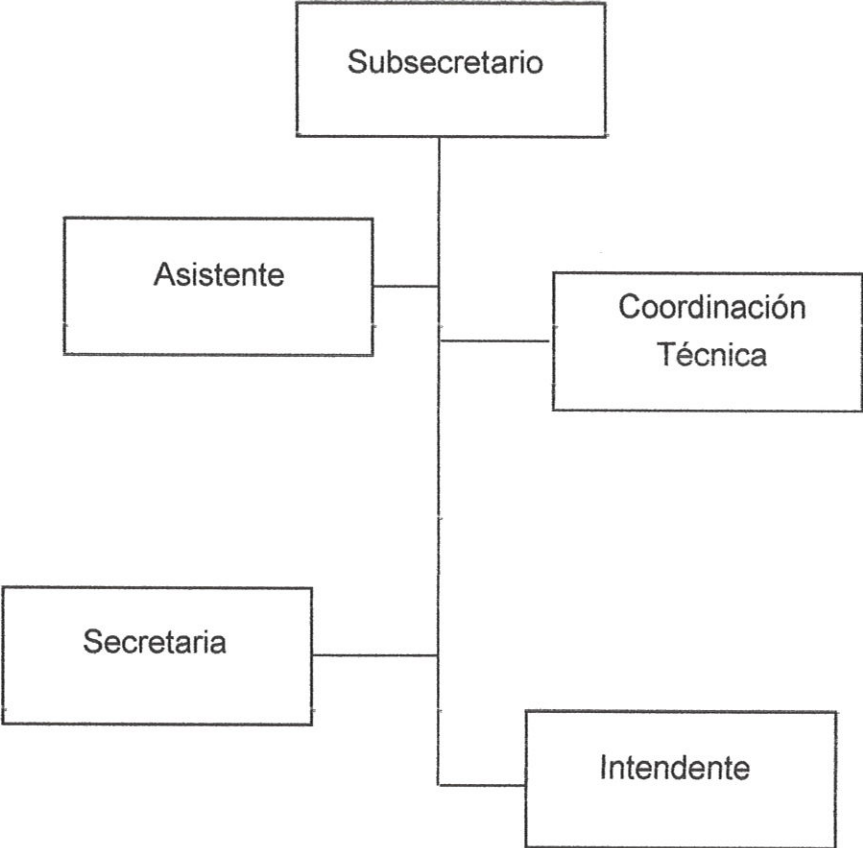 Subsecretario
Asistente
Coordinación
Técnica
Secretaria
Intendente